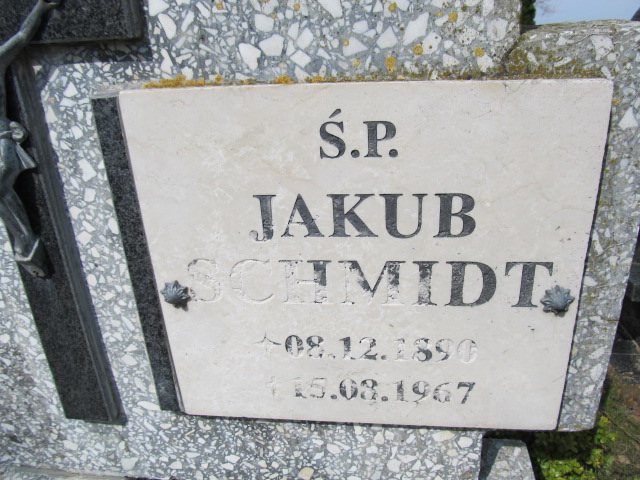 Ś.P.
JAKUB
SCHMIDT
* 08.12.1890
† 15.08.1967